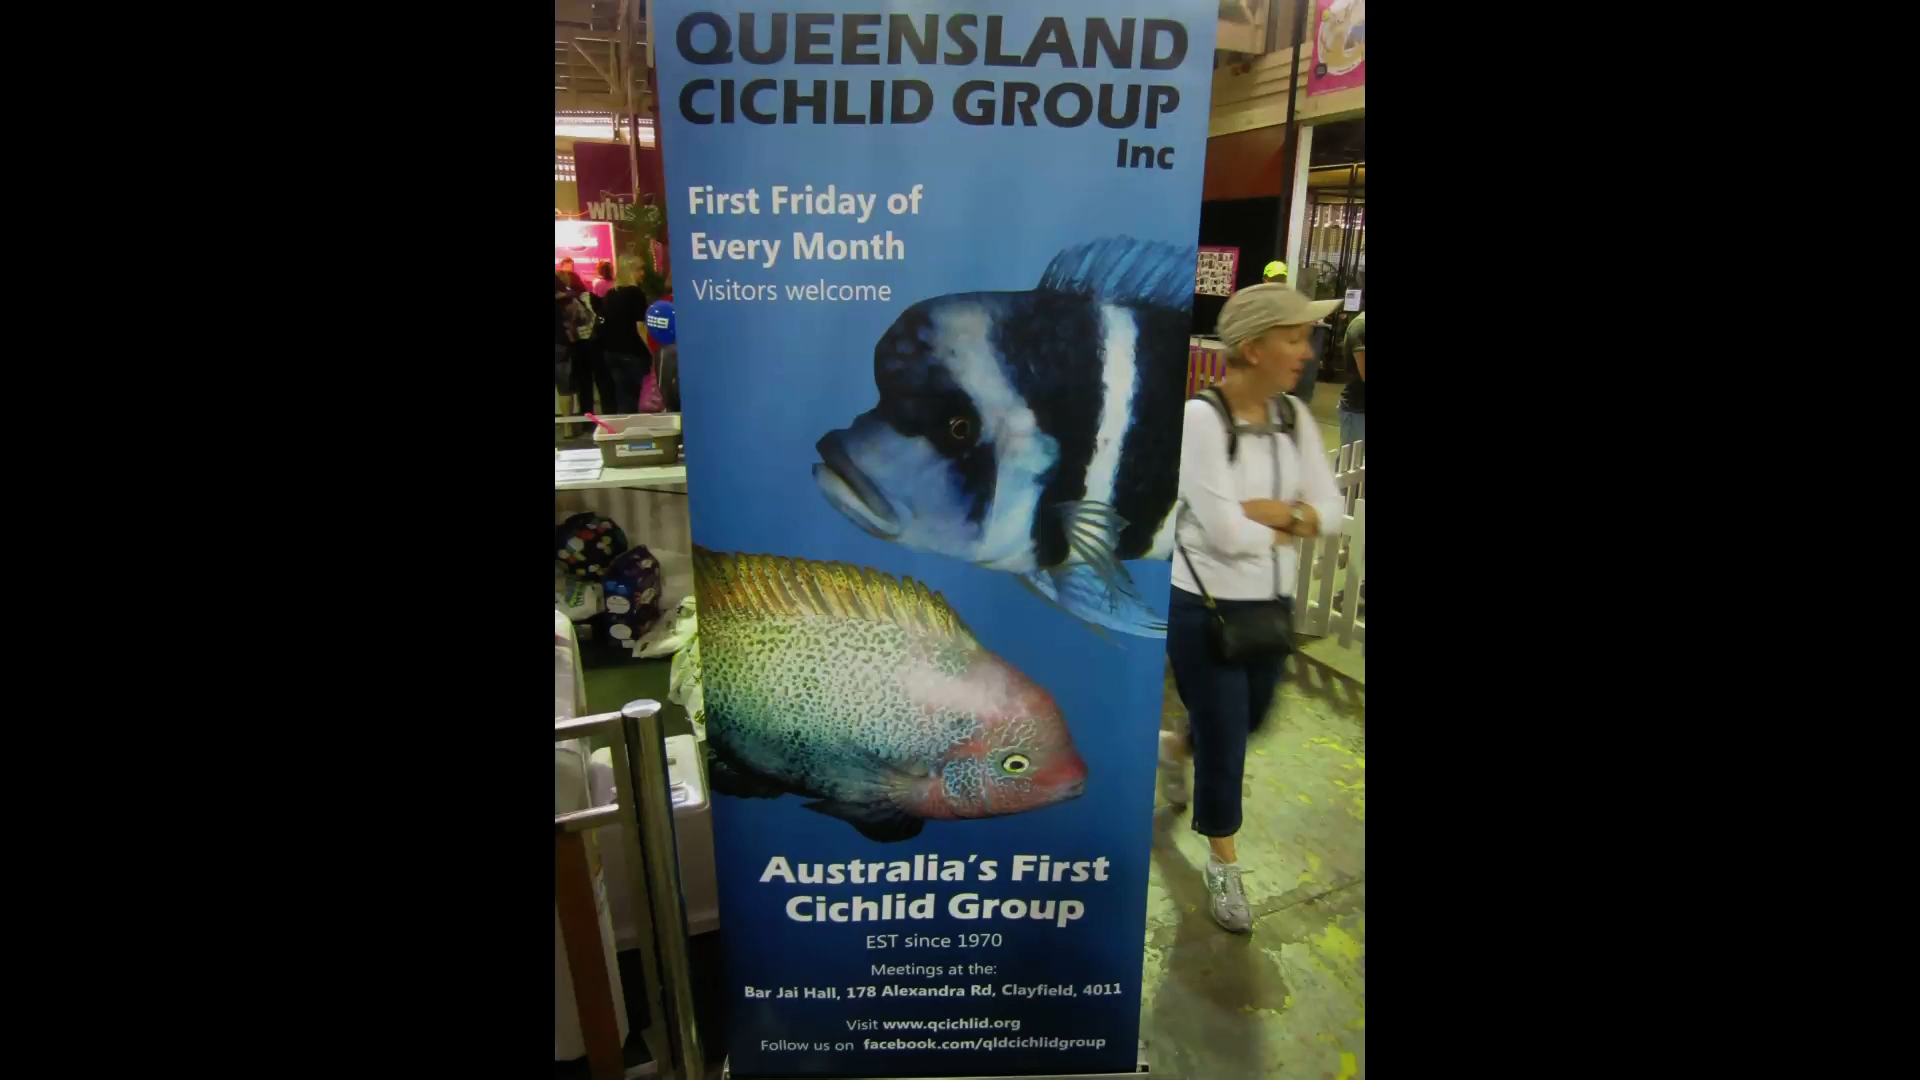 QUEENSLAND
CICHLID GROUP
Inc
First Friday of
Every Month
Visitors welcome
Australia's First
Cichlid Group
EST since 1970
Meetings at the:
Bar Jai Hall, 178 Alexandra Rd, Clayfield, 4011
Visit www.qcichlid.org
Follow us on facebook.com/qldcichlidgroup